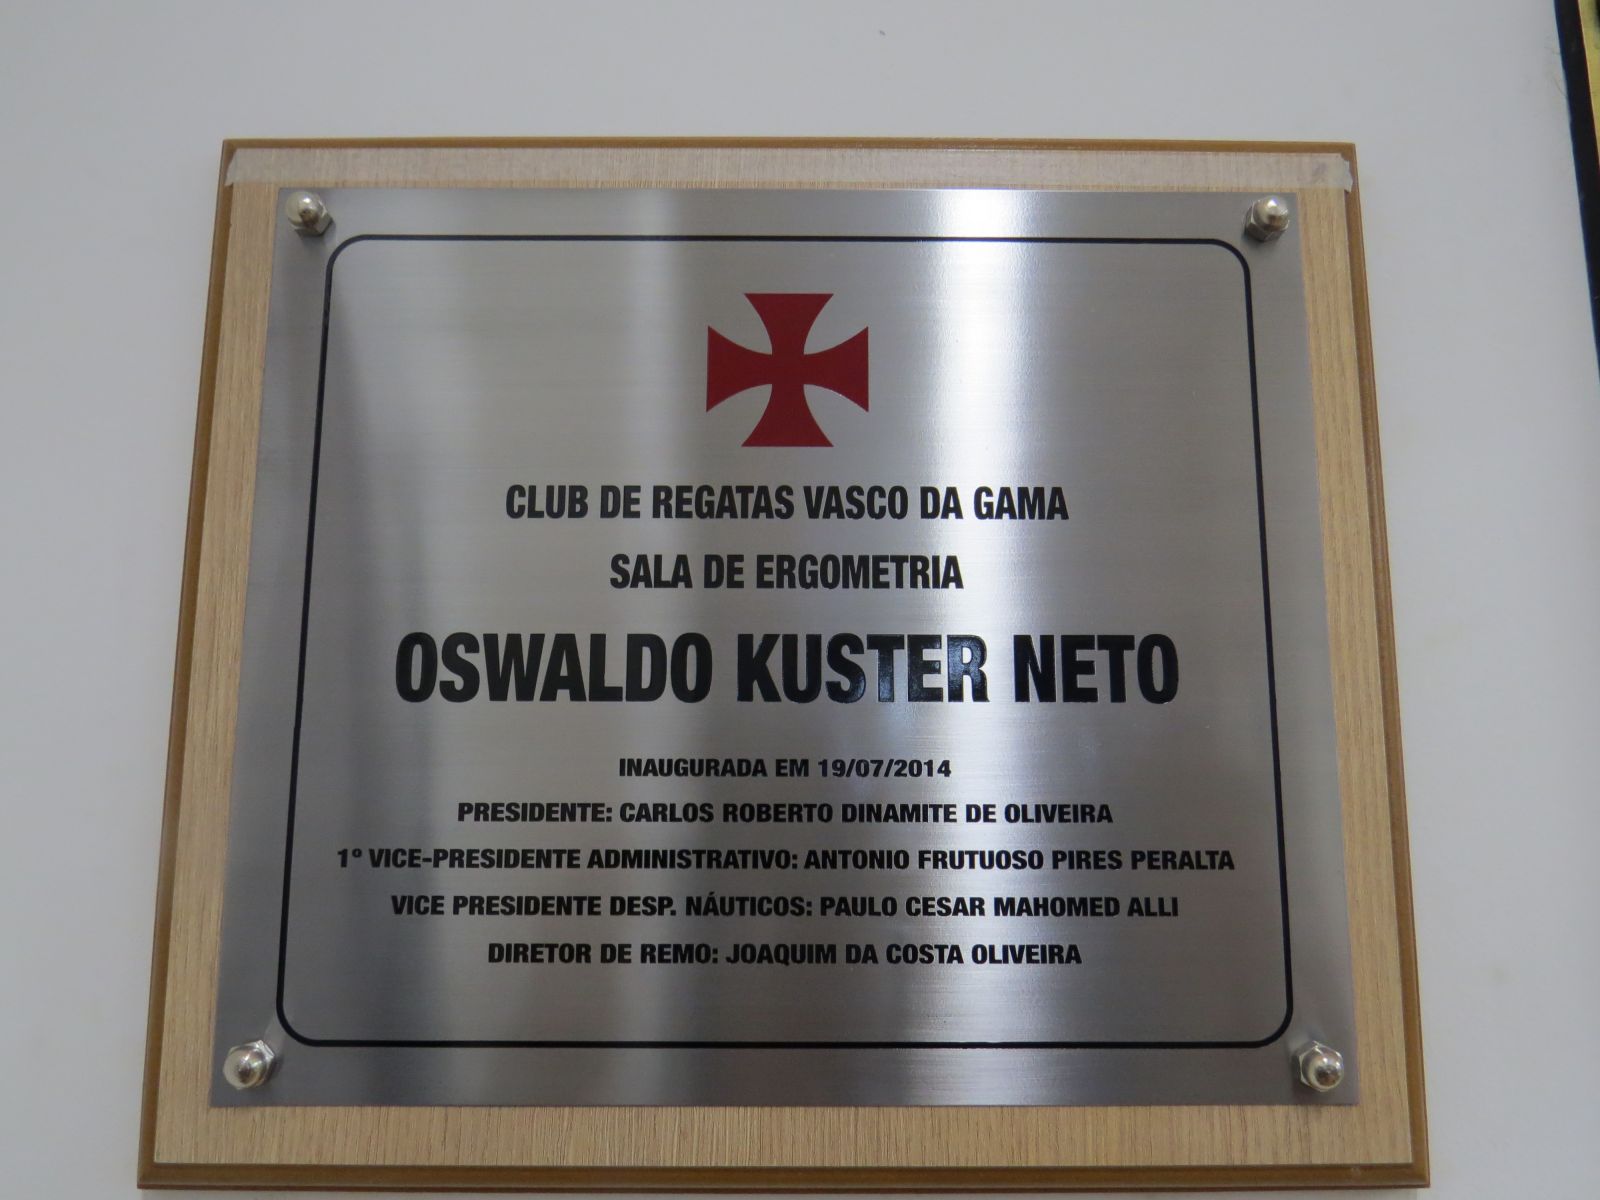 CLUB DE REGATAS VASCO DA GAMA
SALA DE ERGOMETRIA
OSWALDO KUSTER NETO
INAUGURADA EM 19/07/2014
PRESIDENTE: CARLOS ROBERTO DINAMITE DE OLIVEIRA
1º VICE-PRESIDENTE ADMINISTRATIVO: ANTONIO FRUTUOSO PIRES PERALTA
VICE PRESIDENTE DESP. NÁUTICOS: PAULO CESAR MAHOMED ALLI
DIRETOR DE REMO: JOAQUIM DA COSTA OLIVEIRA